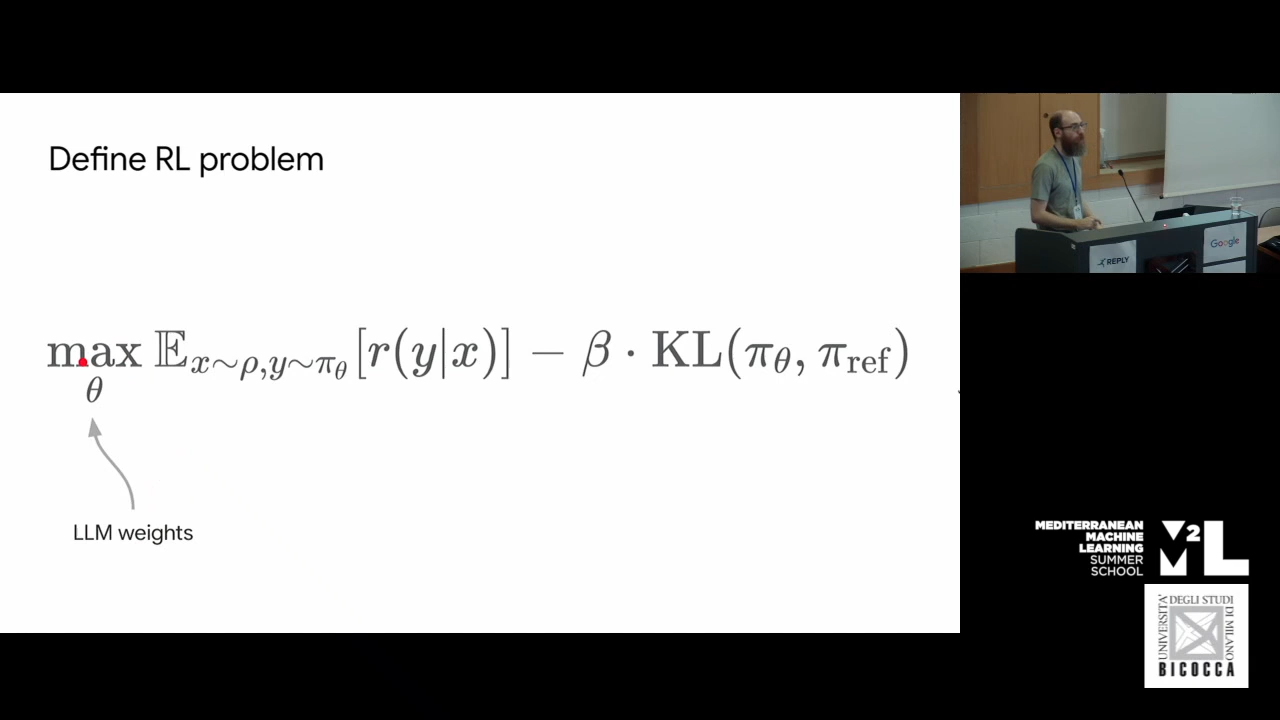 Define RL problem
max_θ 𝔼_{x∼ρ,y∼π_θ}[r(y|x)] − β · KL(π_θ, π_ref)
LLM weights
REPLY
Google
MEDITERRANEAN
MACHINE
LEARNING
SUMMER
SCHOOL
M²L
UNIVERSITA'
DEGLI STUDI
DI MILANO
BICOCCA